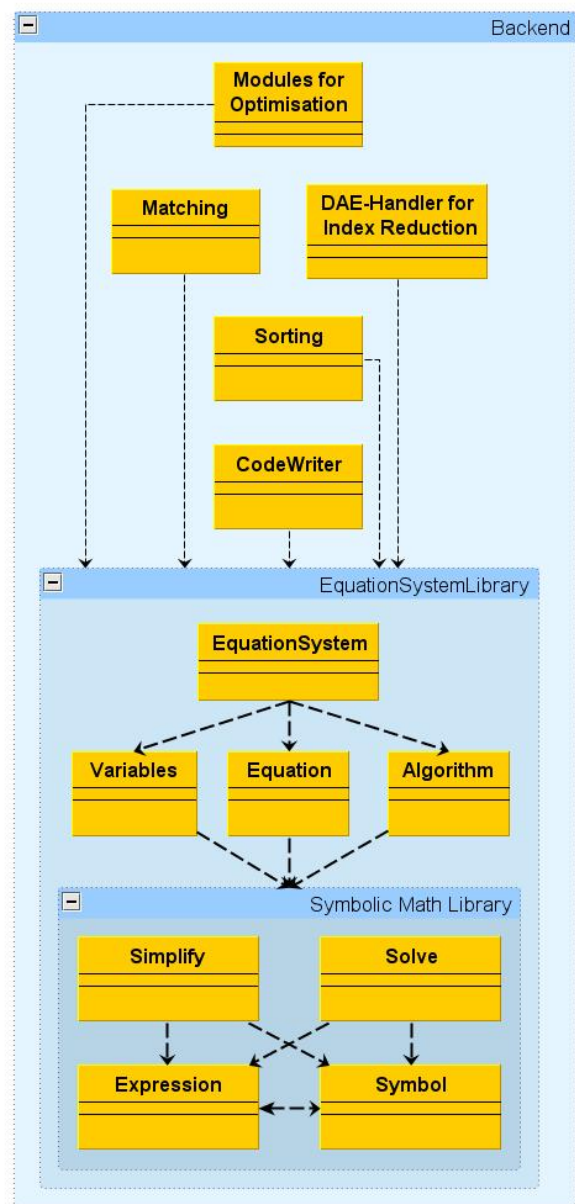 Backend
Modules for
Optimisation
Matching
DAE-Handler for
Index Reduction
Sorting
CodeWriter
EquationSystemLibrary
EquationSystem
Variables
Equation
Algorithm
Symbolic Math Library
Simplify
Solve
Expression
Symbol